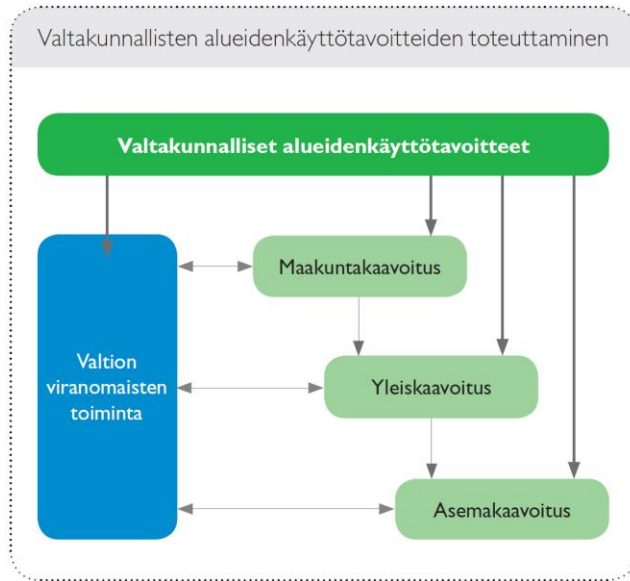 Valtakunnallisten alueidenkäyttötavoitteiden toteuttaminen
Valtakunnalliset alueidenkäyttötavoitteet
Maakuntakaavoitus
Valtion
viranomaisten
toiminta
Yleiskaavoitus
Asemakaavoitus